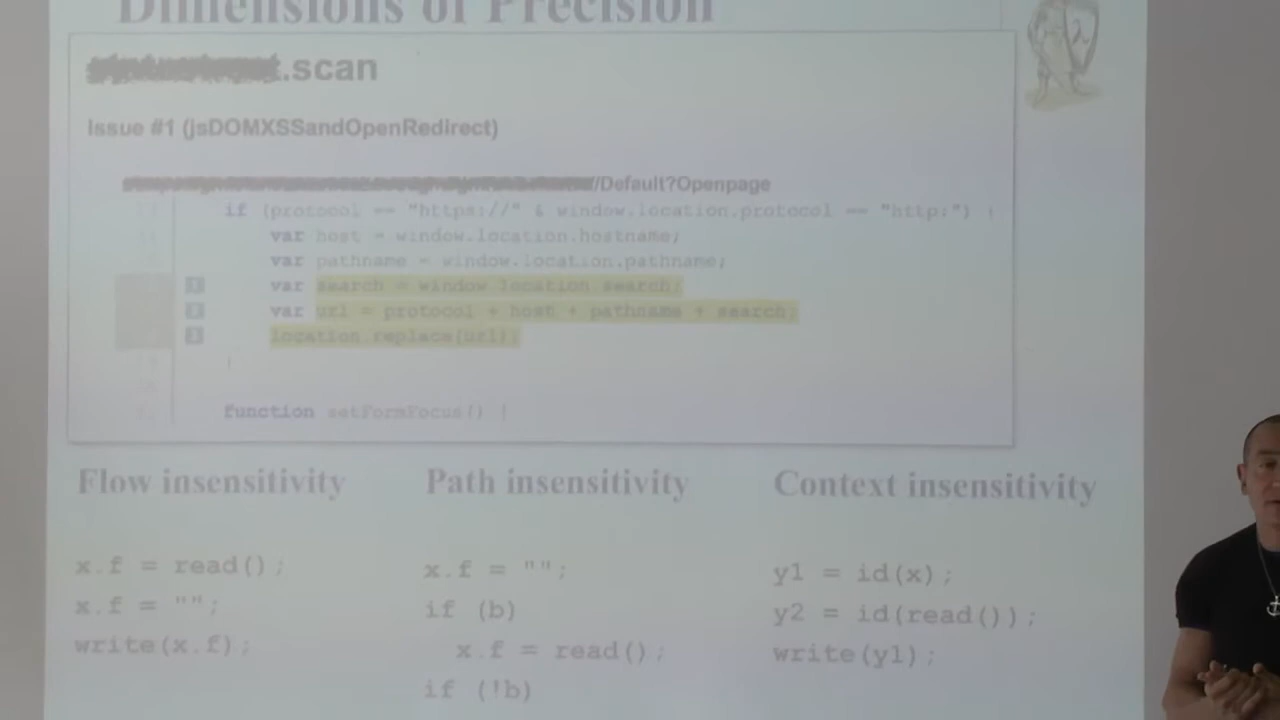 Dimensions of Precision
.scan
Issue #1 (jsDOMXSSandOpenRedirect)
/Default?Openpage
if (protocol == "https://" & window.location.protocol == "http:") {
var host = window.location.hostname;
var pathname = window.location.pathname;
1 var search = window.location.search;
2 var url = protocol + host + pathname + search;
3 location.replace(url);
}
function setFormFocus() {
Flow insensitivity
x.f = read();
x.f = "";
write(x.f);
Path insensitivity
x.f = "";
if (b)
x.f = read();
if (!b)
Context insensitivity
y1 = id(x);
y2 = id(read());
write(y1);